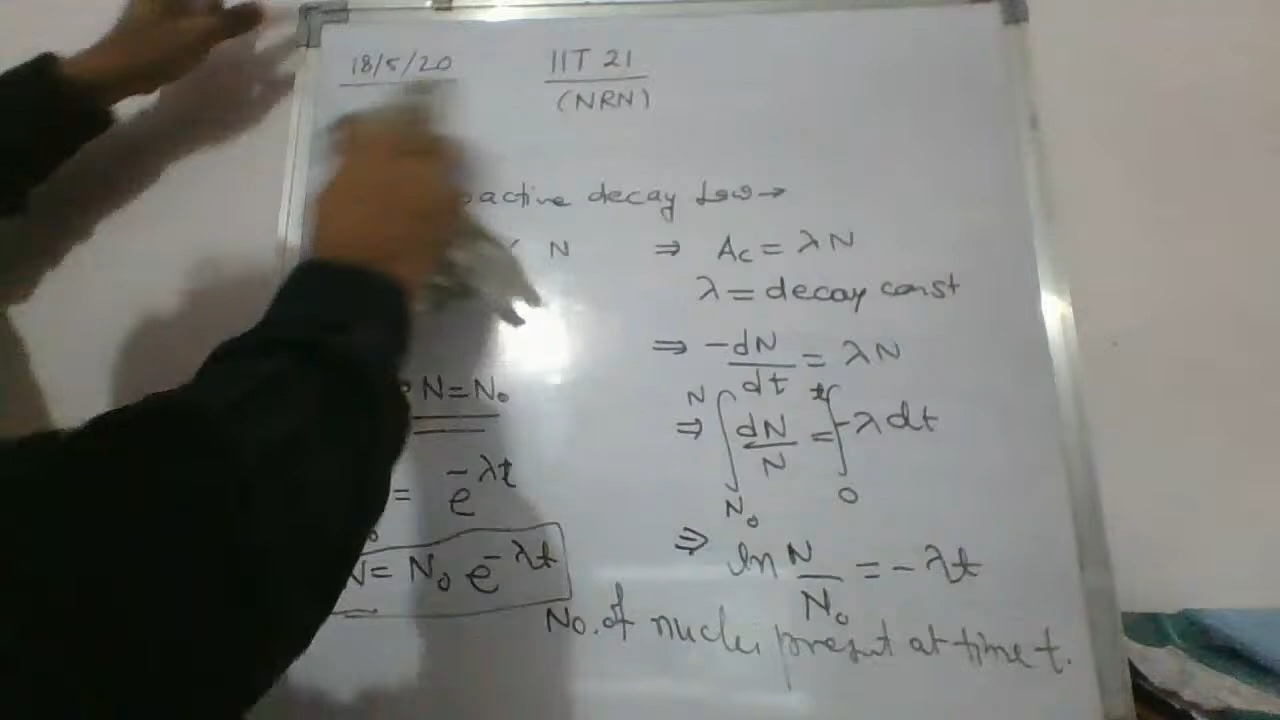 18/5/20 IIT 21
(NRN)
oactive decay Law →
N ⇒ Ac = λN
λ = decay const
⇒ -dN/dt = λN
N=N₀
⇒ ∫_{N₀}^{N} dN/N = ∫_{0}^{t} -λdt
= e^{-λt}
N = N₀ e^{-λt}
⇒ ln N/N₀ = -λt
No. of nuclei present at time t.